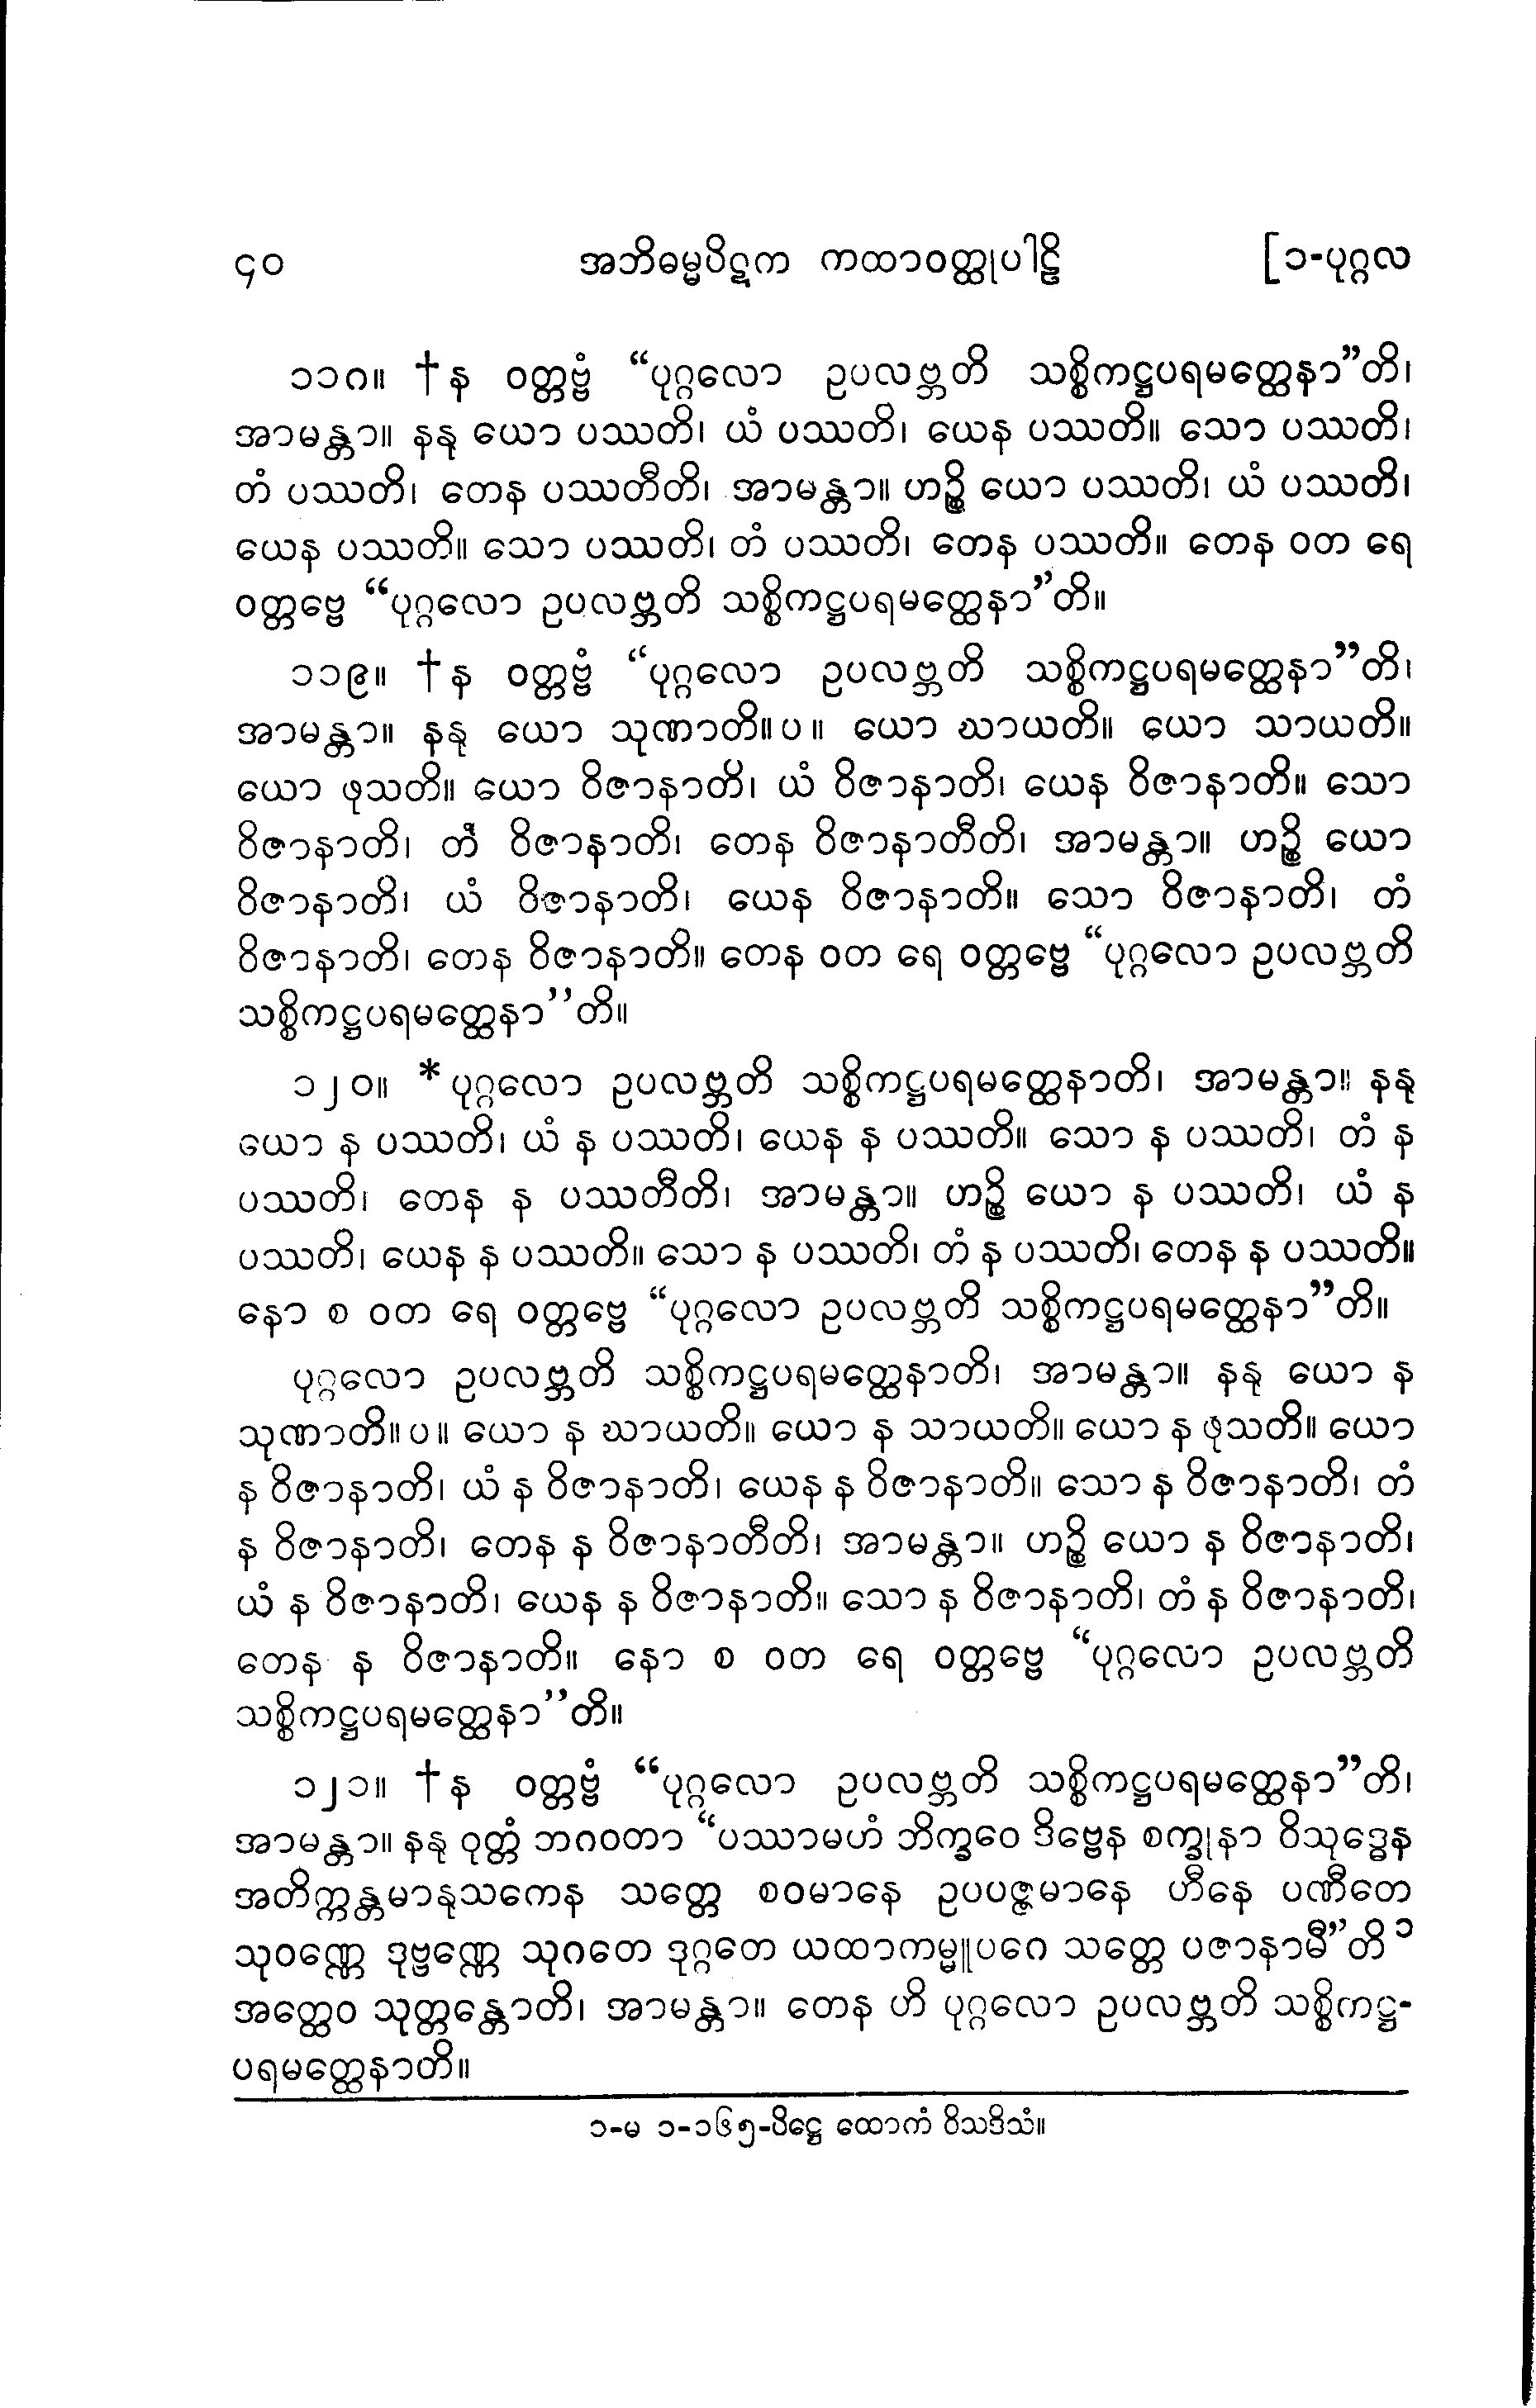 ၄၀ အဘိဓမ္မပိဋက ကထာဝတ္ထုပါဠိ [၁-ပုဂ္ဂလ
၁၁၈။ †န ဝတ္တဗ္ဗံ “ပုဂ္ဂလော ဥပလဗ္ဘတိ သစ္စိကဋ္ဌပရမတ္ထေနာ”တိ၊
အာမန္တာ။ နနု ယော ပဿတိ၊ ယံ ပဿတိ၊ ယေန ပဿတိ။ သော ပဿတိ၊
တံ ပဿတိ၊ တေန ပဿတီတိ၊ အာမန္တာ။ ဟဉ္စိ ယော ပဿတိ၊ ယံ ပဿတိ၊
ယေန ပဿတိ။ သော ပဿတိ၊ တံ ပဿတိ၊ တေန ပဿတိ။ တေန ဝတ ရေ
ဝတ္တဗ္ဗေ “ပုဂ္ဂလော ဥပလဗ္ဘတိ သစ္စိကဋ္ဌပရမတ္ထေနာ”တိ။
၁၁၉။ †န ဝတ္တဗ္ဗံ “ပုဂ္ဂလော ဥပလဗ္ဘတိ သစ္စိကဋ္ဌပရမတ္ထေနာ”တိ၊
အာမန္တာ။ နနု ယော သုဏာတိ။ပ။ ယော ဃာယတိ။ ယော သာယတိ။
ယော ဖုသတိ။ ယော ဝိဇာနာတိ၊ ယံ ဝိဇာနာတိ၊ ယေန ဝိဇာနာတိ။ သော
ဝိဇာနာတိ၊ တံ ဝိဇာနာတိ၊ တေန ဝိဇာနာတီတိ၊ အာမန္တာ။ ဟဉ္စိ ယော
ဝိဇာနာတိ၊ ယံ ဝိဇာနာတိ၊ ယေန ဝိဇာနာတိ။ သော ဝိဇာနာတိ၊ တံ
ဝိဇာနာတိ၊ တေန ဝိဇာနာတိ။ တေန ဝတ ရေ ဝတ္တဗ္ဗေ “ပုဂ္ဂလော ဥပလဗ္ဘတိ
သစ္စိကဋ္ဌပရမတ္ထေနာ”တိ။
၁၂၀။ *ပုဂ္ဂလော ဥပလဗ္ဘတိ သစ္စိကဋ္ဌပရမတ္ထေနာတိ၊ အာမန္တာ။ နနု
ယော န ပဿတိ၊ ယံ န ပဿတိ၊ ယေန န ပဿတိ။ သော န ပဿတိ၊ တံ န
ပဿတိ၊ တေန န ပဿတီတိ၊ အာမန္တာ။ ဟဉ္စိ ယော န ပဿတိ၊ ယံ န
ပဿတိ၊ ယေန န ပဿတိ။ သော န ပဿတိ၊ တံ န ပဿတိ၊ တေန န ပဿတိ။
နော စ ဝတ ရေ ဝတ္တဗ္ဗေ “ပုဂ္ဂလော ဥပလဗ္ဘတိ သစ္စိကဋ္ဌပရမတ္ထေနာ”တိ။
ပုဂ္ဂလော ဥပလဗ္ဘတိ သစ္စိကဋ္ဌပရမတ္ထေနာတိ၊ အာမန္တာ။ နနု ယော န
သုဏာတိ။ပ။ ယော န ဃာယတိ။ ယော န သာယတိ။ ယော န ဖုသတိ။ ယော
န ဝိဇာနာတိ၊ ယံ န ဝိဇာနာတိ၊ ယေန န ဝိဇာနာတိ။ သော န ဝိဇာနာတိ၊ တံ
န ဝိဇာနာတိ၊ တေန န ဝိဇာနာတီတိ၊ အာမန္တာ။ ဟဉ္စိ ယော န ဝိဇာနာတိ၊
ယံ န ဝိဇာနာတိ၊ ယေန န ဝိဇာနာတိ။ သော န ဝိဇာနာတိ၊ တံ န ဝိဇာနာတိ၊
တေန န ဝိဇာနာတိ။ နော စ ဝတ ရေ ဝတ္တဗ္ဗေ “ပုဂ္ဂလော ဥပလဗ္ဘတိ
သစ္စိကဋ္ဌပရမတ္ထေနာ”တိ။
၁၂၁။ †န ဝတ္တဗ္ဗံ “ပုဂ္ဂလော ဥပလဗ္ဘတိ သစ္စိကဋ္ဌပရမတ္ထေနာ”တိ၊
အာမန္တာ။ နနု ဝုတ္တံ ဘဂဝတာ “ပဿာမဟံ ဘိက္ခဝေ ဒိဗ္ဗေန စက္ခုနာ ဝိသုဒ္ဓေန
အတိက္ကန္တမာနုသကေန သတ္တေ စဝမာနေ ဥပပဇ္ဇမာနေ ဟီနေ ပဏီတေ
သုဝဏ္ဏေ ဒုဗ္ဗဏ္ဏေ သုဂတေ ဒုဂ္ဂတေ ယထာကမ္မူပဂေ သတ္တေ ပဇာနာမီ”တိ ၁
အတ္ထေဝ သုတ္တန္တောတိ၊ အာမန္တာ။ တေန ဟိ ပုဂ္ဂလော ဥပလဗ္ဘတိ သစ္စိကဋ္ဌ-
ပရမတ္ထေနာတိ။
၁-မ ၁-၁၆၅-ပိဋ္ဌေ ထောကံ ဝိသဒိသံ။